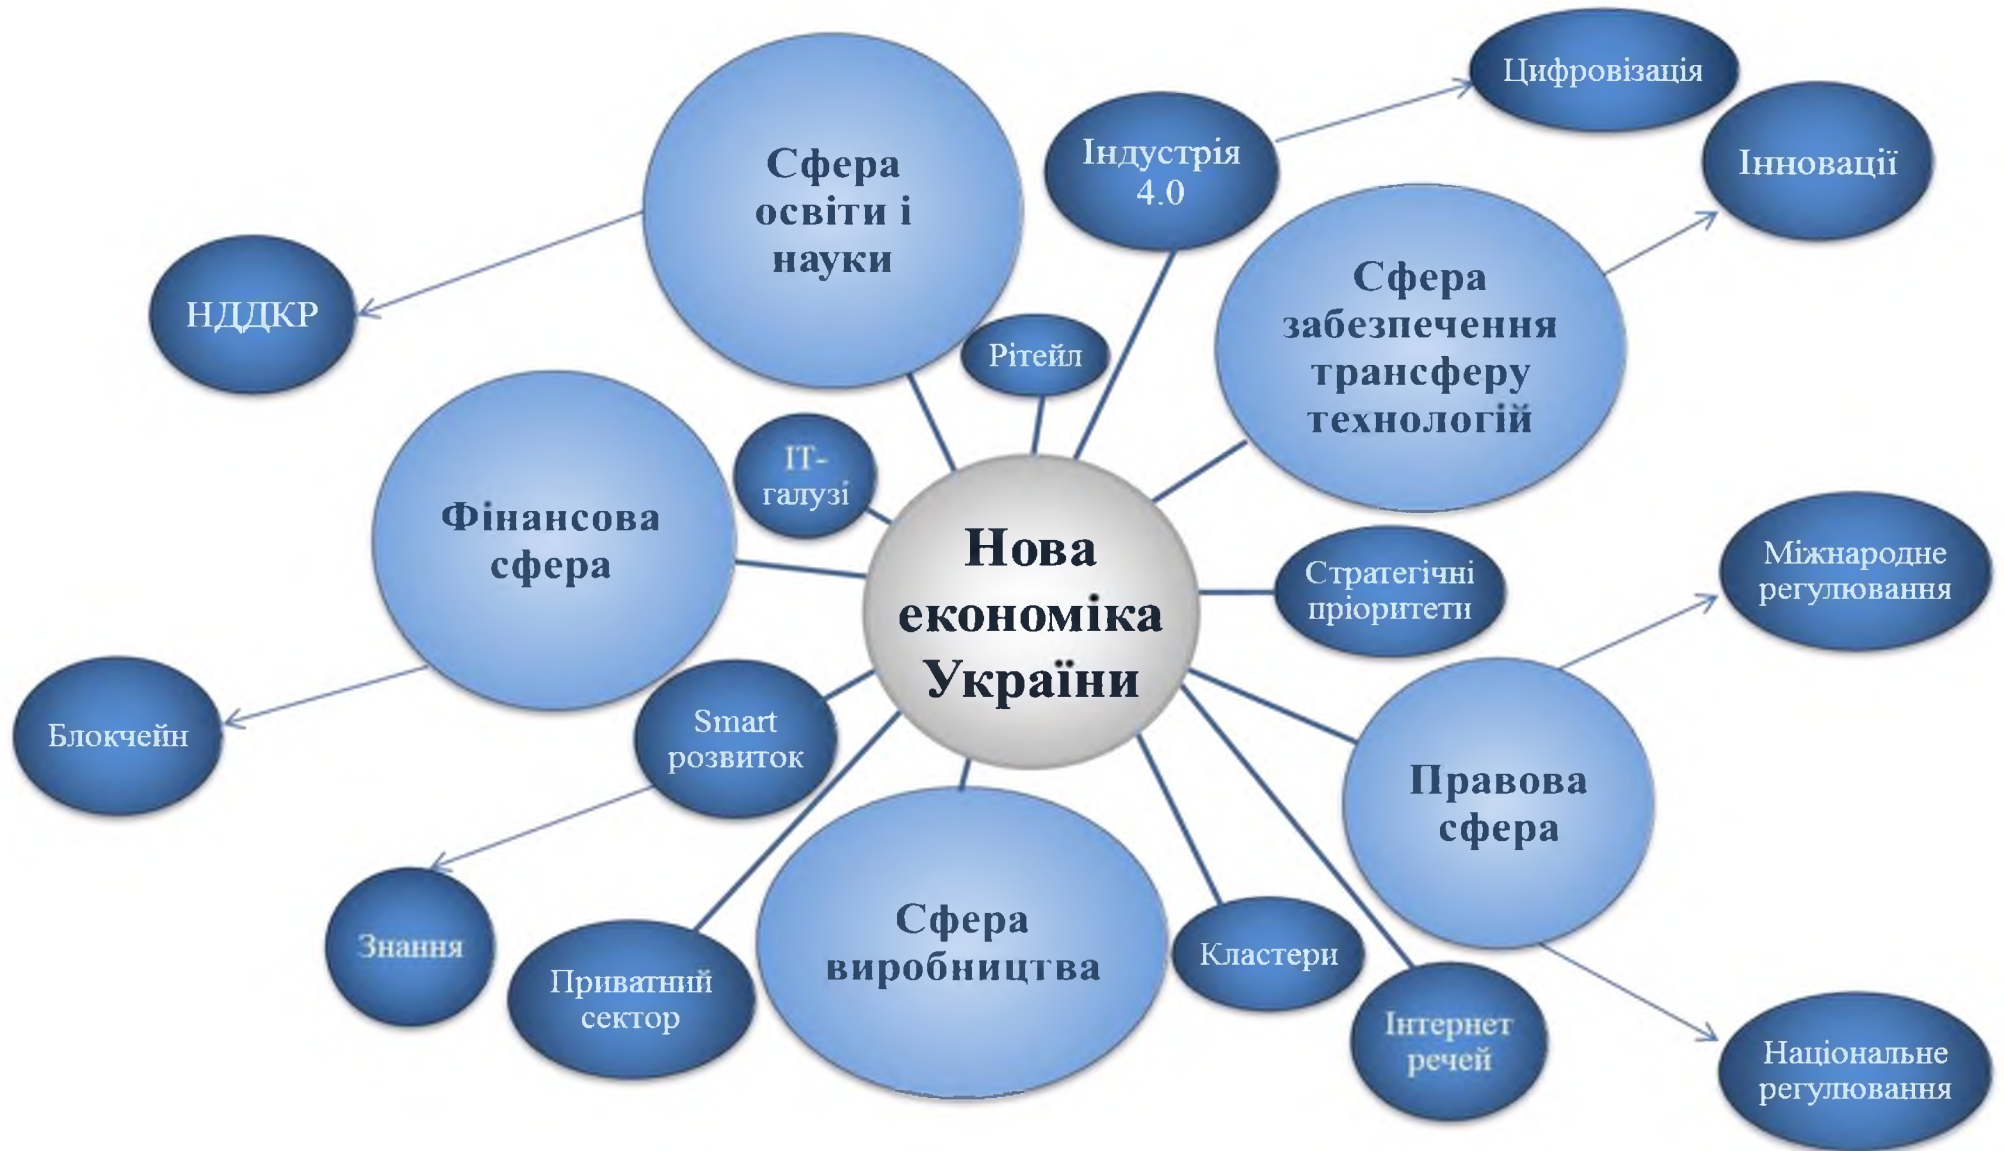 Цифровізація
Сфера
освіти і
науки
Індустрія
4.0
Інновації
НДДКР
Сфера
забезпечення
трансферу
технологій
Рітейл
ІТ-
галузі
Фінансова
сфера
Нова
економіка
України
Стратегічні
пріоритети
Міжнародне
регулювання
Блокчейн
Smart
розвиток
Правова
сфера
Знання
Приватний
сектор
Сфера
виробництва
Кластери
Інтернет
речей
Національне
регулювання